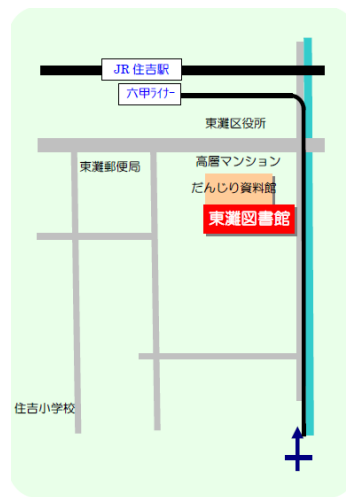 JR 住吉駅
六甲ﾗｲﾅｰ
東灘区役所
高層マンション
東灘郵便局
だんじり資料館
東灘図書館
住吉小学校